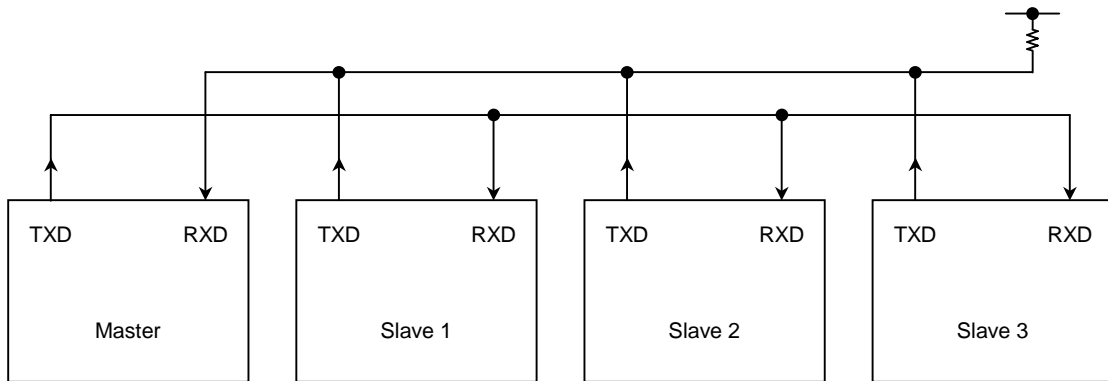 TXD RXD TXD RXD TXD RXD TXD RXD
Master Slave 1 Slave 2 Slave 3